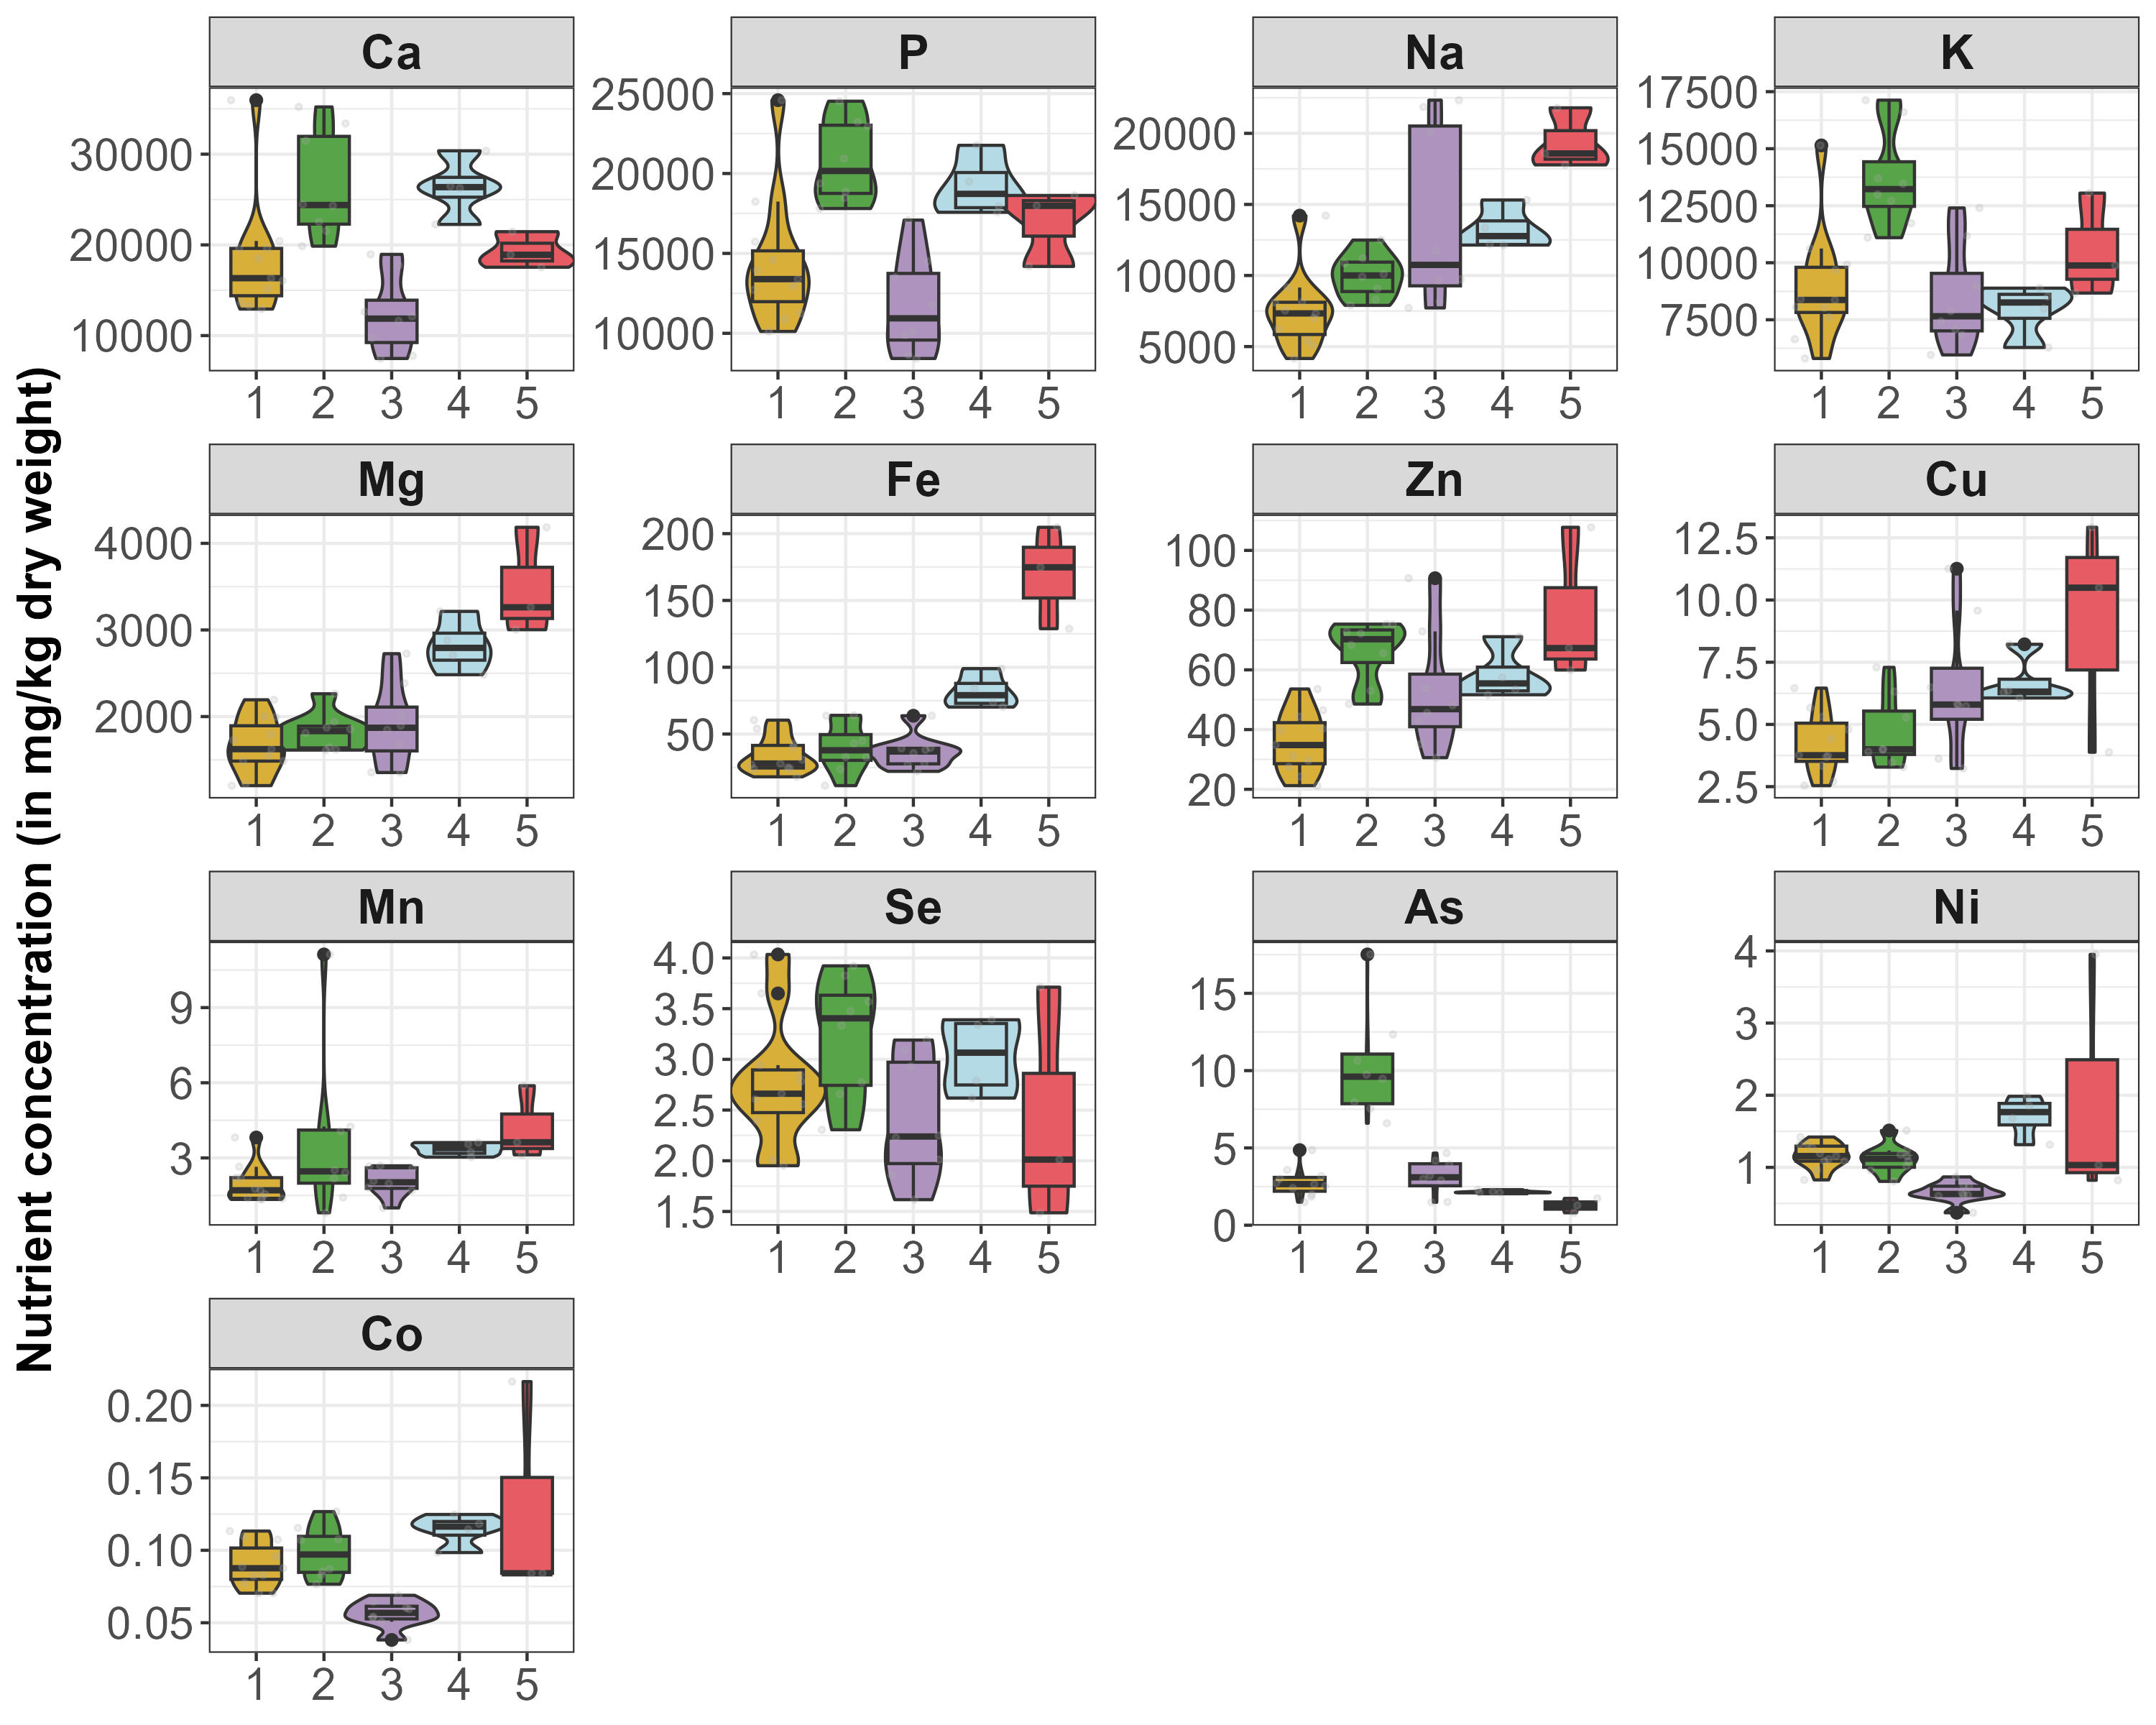 Nutrient concentration (in mg/kg dry weight)
Ca
P
Na
K
30000
20000
10000
25000
20000
15000
10000
20000
15000
10000
5000
17500
15000
12500
10000
7500
1 2 3 4 5
1 2 3 4 5
1 2 3 4 5
1 2 3 4 5
Mg
Fe
Zn
Cu
4000
3000
2000
200
150
100
50
100
80
60
40
20
12.5
10.0
7.5
5.0
2.5
1 2 3 4 5
1 2 3 4 5
1 2 3 4 5
1 2 3 4 5
Mn
Se
As
Ni
9
6
3
4.0
3.5
3.0
2.5
2.0
1.5
15
10
5
0
4
3
2
1
1 2 3 4 5
1 2 3 4 5
1 2 3 4 5
1 2 3 4 5
Co
0.20
0.15
0.10
0.05
1 2 3 4 5